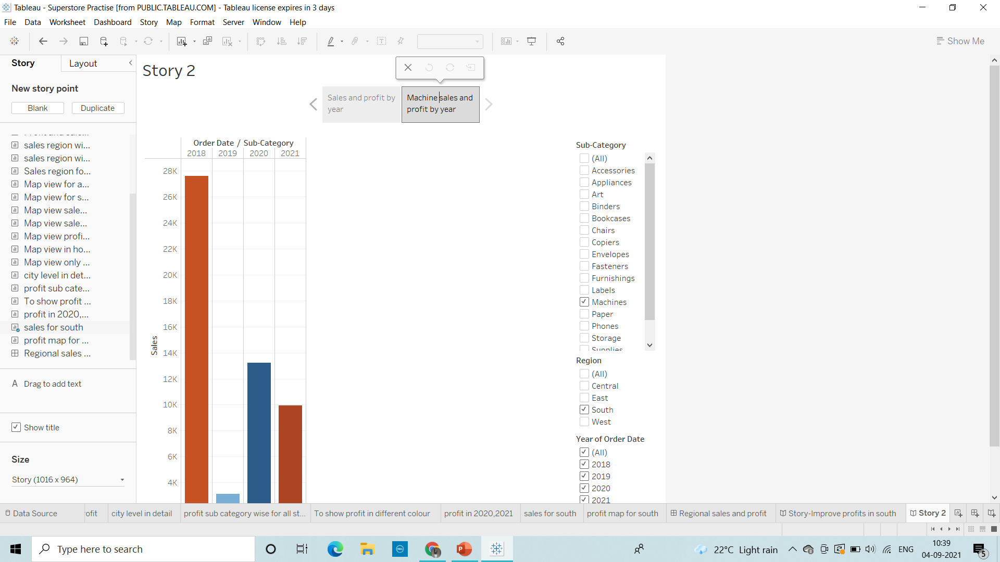 Tableau - Superstore Practise [from PUBLIC.TABLEAU.COM] - Tableau license expires in 3 days
File Data Worksheet Dashboard Story Map Format Server Window Help
Show Me
Story Layout
New story point
Blank Duplicate
sales region wi...
sales region wi...
Sales region fo...
Map view for a...
Map view for s...
Map view sale...
Map view sale...
Map view profi...
Map view in ho...
Map view only ...
city level in det...
profit sub cate...
To show profit ...
profit in 2020,...
sales for south
profit map for ...
Regional sales ...
A Drag to add text
Show title
Size
Story (1016 x 964)
Story 2
Sales and profit by
year
Machine sales and
profit by year
Order Date / Sub-Category
2018 2019 2020 2021
28K
26K
24K
22K
20K
18K
16K
14K
12K
10K
8K
6K
4K
Sales
Sub-Category
(All)
Accessories
Appliances
Art
Binders
Bookcases
Chairs
Copiers
Envelopes
Fasteners
Furnishings
Labels
Machines
Paper
Phones
Storage
Supplies
Region
(All)
Central
East
South
West
Year of Order Date
(All)
2018
2019
2020
2021
Data Source rofit city level in detail profit sub category wise for all st... To show profit in different colour profit in 2020,2021 sales for south profit map for south Regional sales and profit Story-Improve profits in south Story 2
Type here to search
DELL
P
22°C Light rain
ENG
10:39
04-09-2021
5